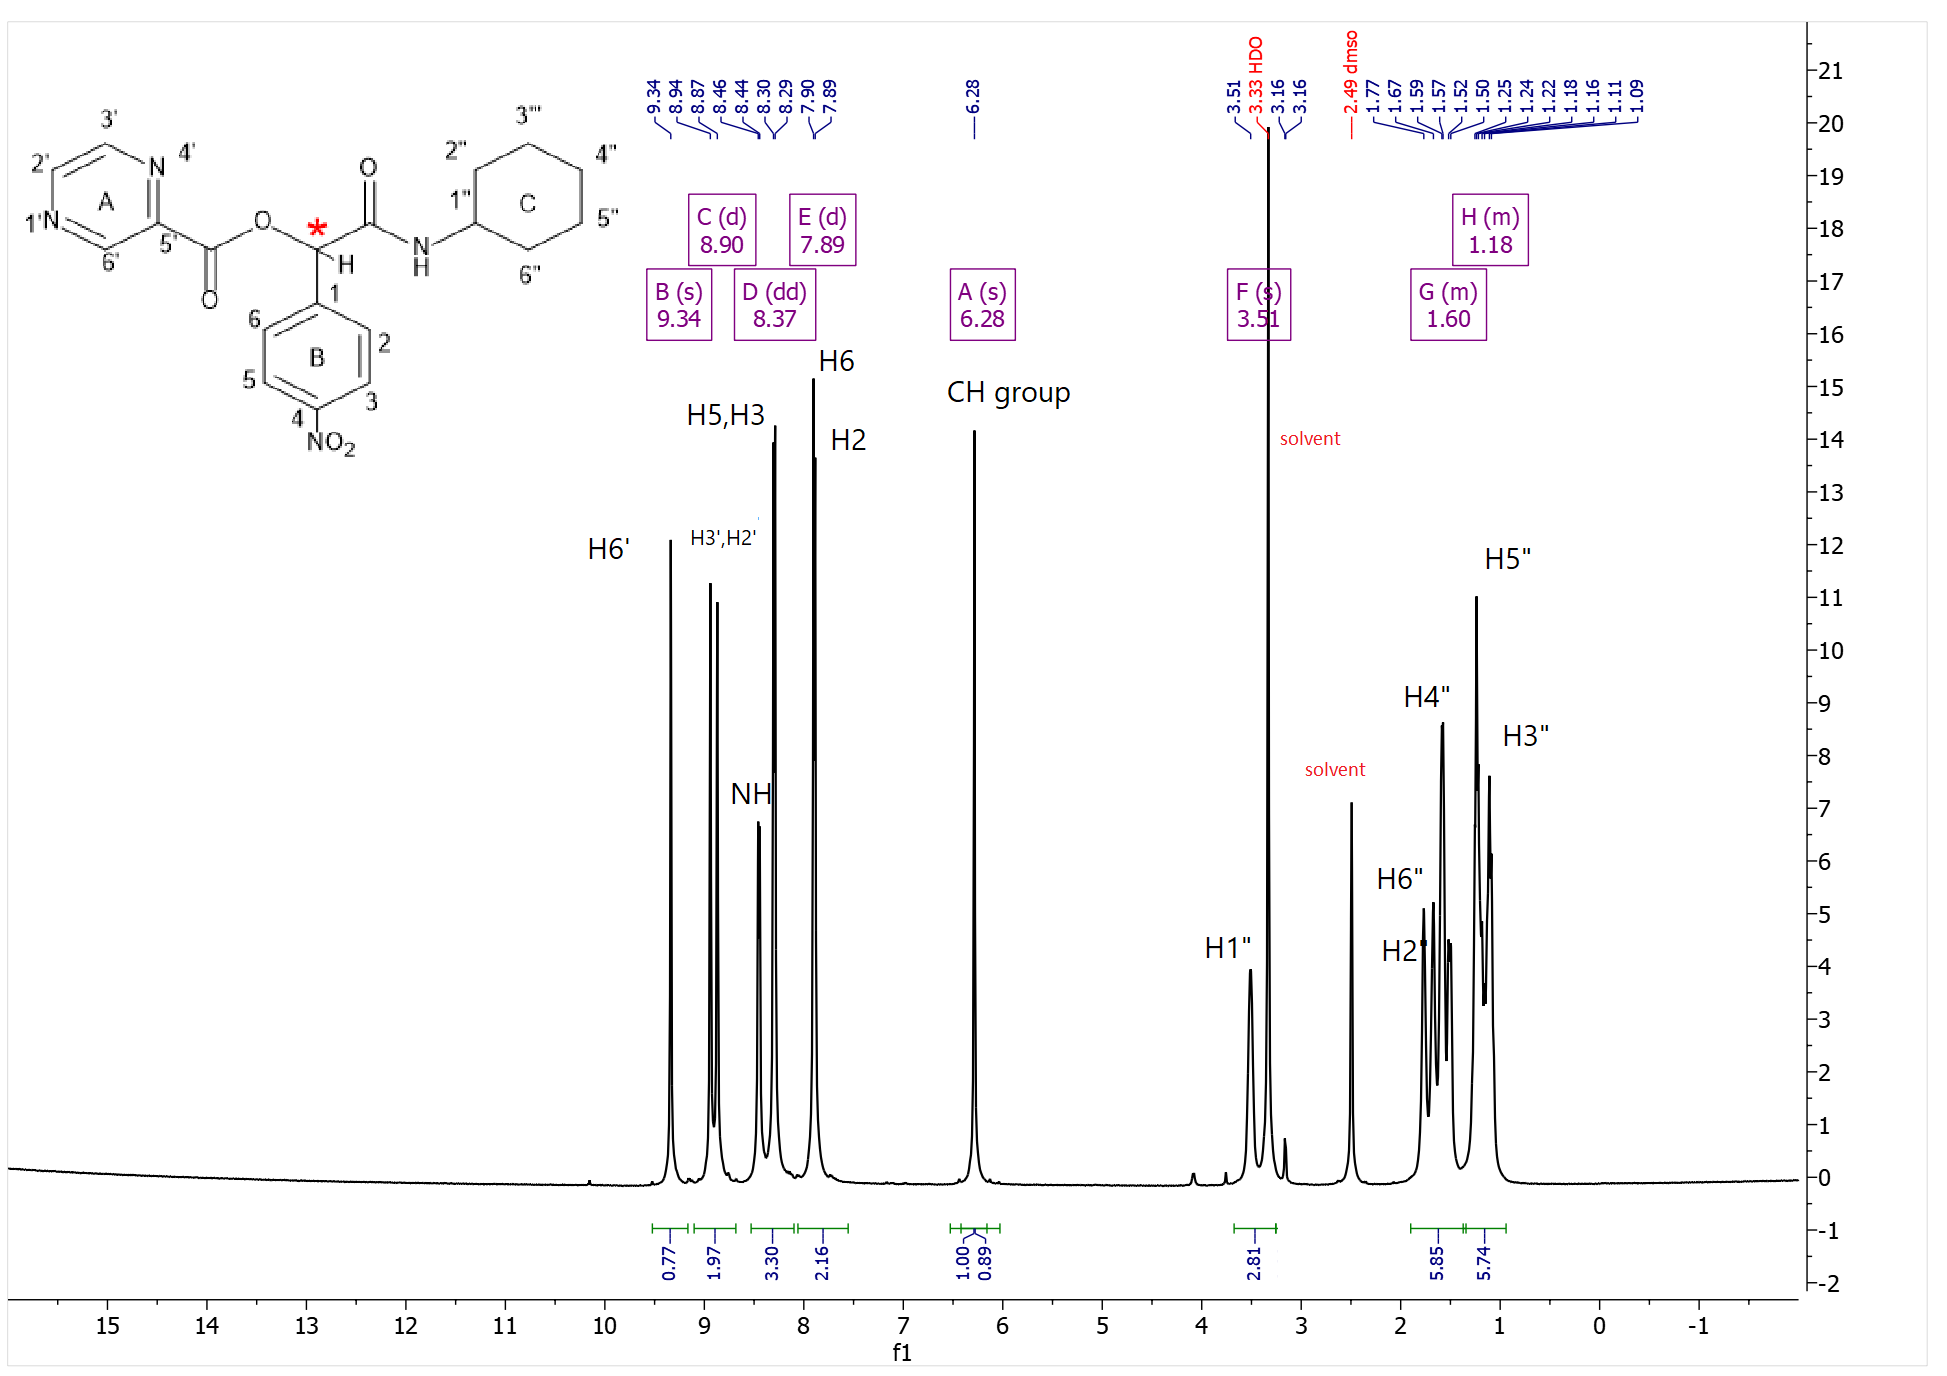 9.34
8.94
8.87
8.46
8.44
8.30
8.29
7.90
7.89
6.28
3.51
3.33 HDO
3.16
3.16
2.49 dmso
1.77
1.67
1.59
1.57
1.52
1.50
1.25
1.24
1.22
1.18
1.16
1.11
1.09
3'
4'
2'
N
A
1'
N
5'
6'
O
O
*
H
O
N
H
1"
2"
3'"
4"
C
5"
6"
1
6
2
B
5
3
4
NO2
C (d)
8.90
E (d)
7.89
H (m)
1.18
B (s)
9.34
D (dd)
8.37
A (s)
6.28
F (s)
3.51
G (m)
1.60
H6
CH group
H5,H3
H2
solvent
H6'
H3',H2'
H5"
H4"
H3"
solvent
NH
H6"
H1"
H2"
21
20
19
18
17
16
15
14
13
12
11
10
9
8
7
6
5
4
3
2
1
0
-1
-2
0.77
1.97
3.30
2.16
1.00
0.89
2.81
5.85
5.74
15 14 13 12 11 10 9 8 7 6 5 4 3 2 1 0 -1
f1